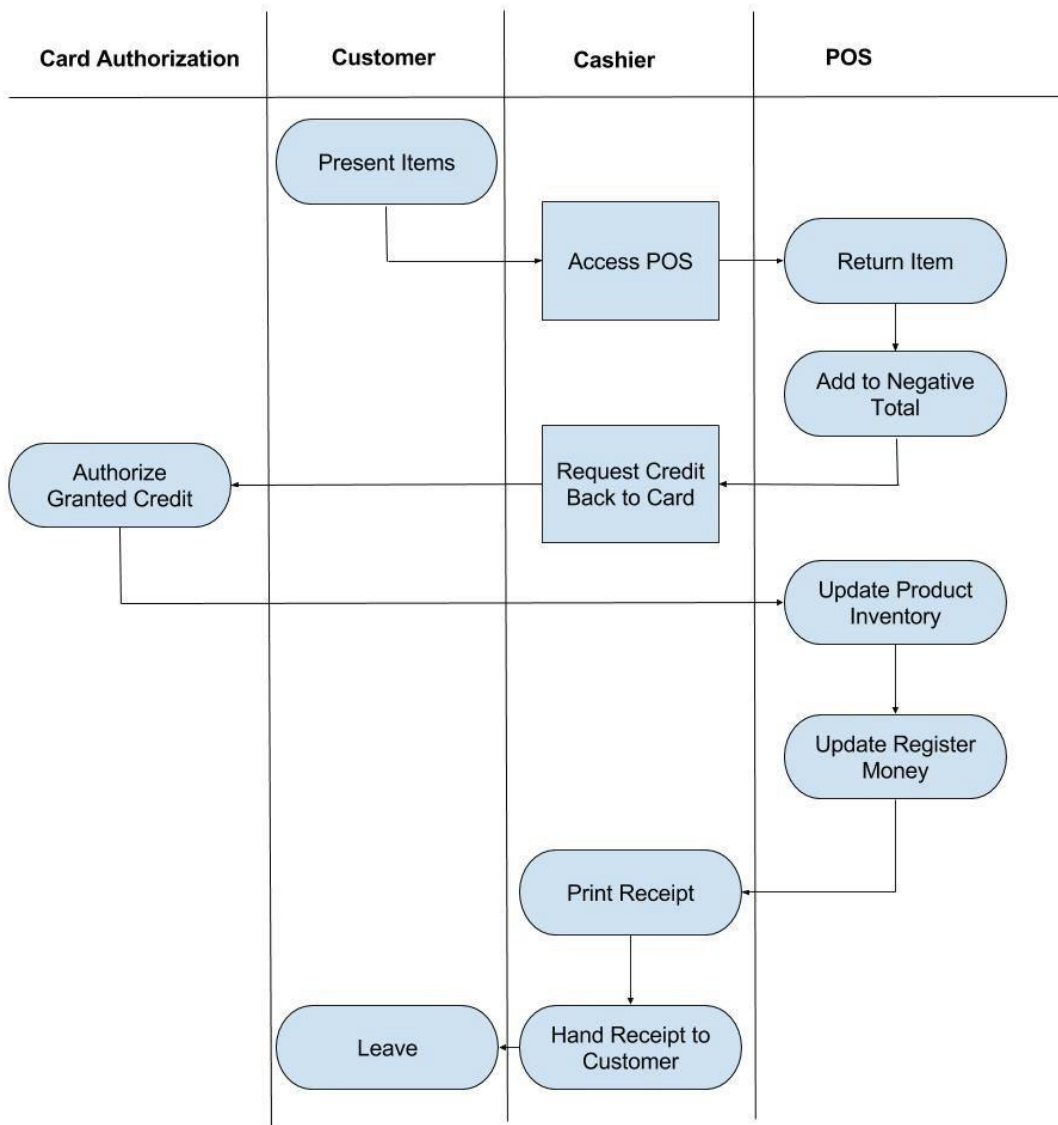 Card Authorization
Customer
Cashier
POS
Present Items
Access POS
Return Item
Add to Negative
Total
Authorize
Granted Credit
Request Credit
Back to Card
Update Product
Inventory
Update Register
Money
Print Receipt
Leave
Hand Receipt to
Customer